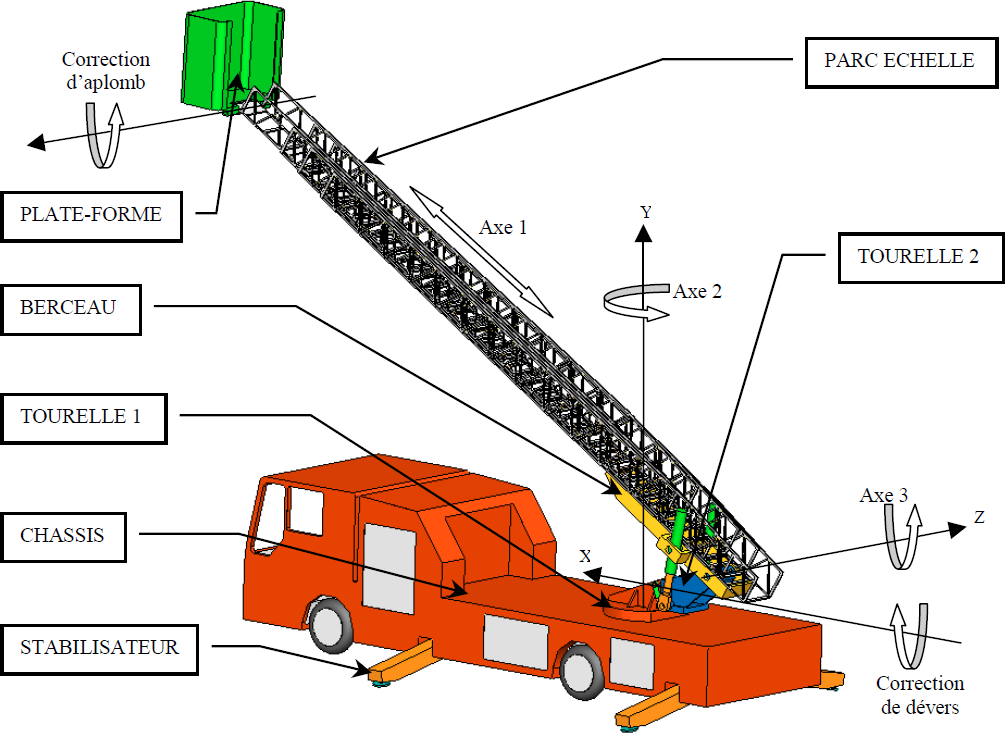 Correction
d’aplomb
PARC ECHELLE
PLATE-FORME
Axe 1
Y
TOURELLE 2
Axe 2
BERCEAU
TOURELLE 1
Axe 3
Z
CHASSIS
X
STABILISATEUR
Correction
de dévers